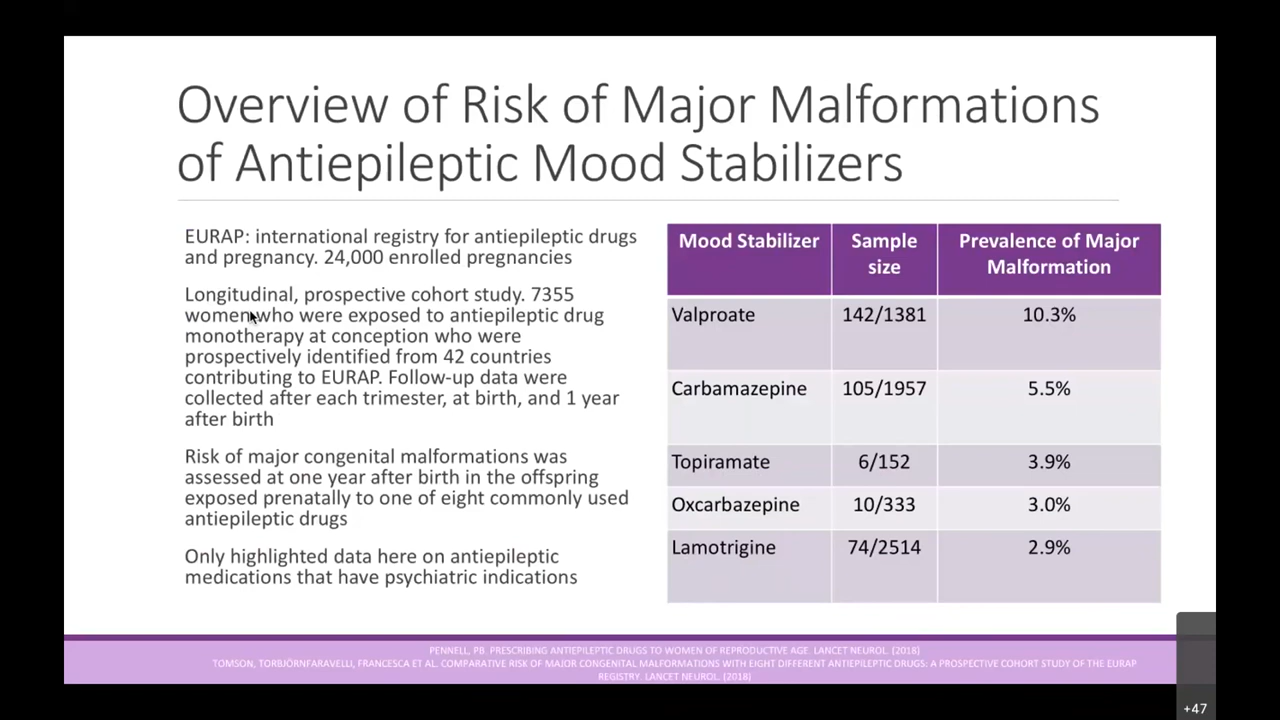 Overview of Risk of Major Malformations
of Antiepileptic Mood Stabilizers
EURAP: international registry for antiepileptic drugs
and pregnancy. 24,000 enrolled pregnancies
Longitudinal, prospective cohort study. 7355
women who were exposed to antiepileptic drug
monotherapy at conception who were
prospectively identified from 42 countries
contributing to EURAP. Follow-up data were
collected after each trimester, at birth, and 1 year
after birth
Risk of major congenital malformations was
assessed at one year after birth in the offspring
exposed prenatally to one of eight commonly used
antiepileptic drugs
Only highlighted data here on antiepileptic
medications that have psychiatric indications
Mood Stabilizer Sample Prevalence of Major
size Malformation
Valproate 142/1381 10.3%
Carbamazepine 105/1957 5.5%
Topiramate 6/152 3.9%
Oxcarbazepine 10/333 3.0%
Lamotrigine 74/2514 2.9%
PENNELL, PB. PRESCRIBING ANTIEPILEPTIC DRUGS TO WOMEN OF REPRODUCTIVE AGE. LANCET NEUROL. (2018)
TOMSON, TORBJÖRNFARAVELLI, FRANCESCA ET AL. COMPARATIVE RISK OF MAJOR CONGENITAL MALFORMATIONS WITH EIGHT DIFFERENT ANTIEPILEPTIC DRUGS: A PROSPECTIVE COHORT STUDY OF THE EURAP
REGISTRY. LANCET NEUROL. (2018)
+47